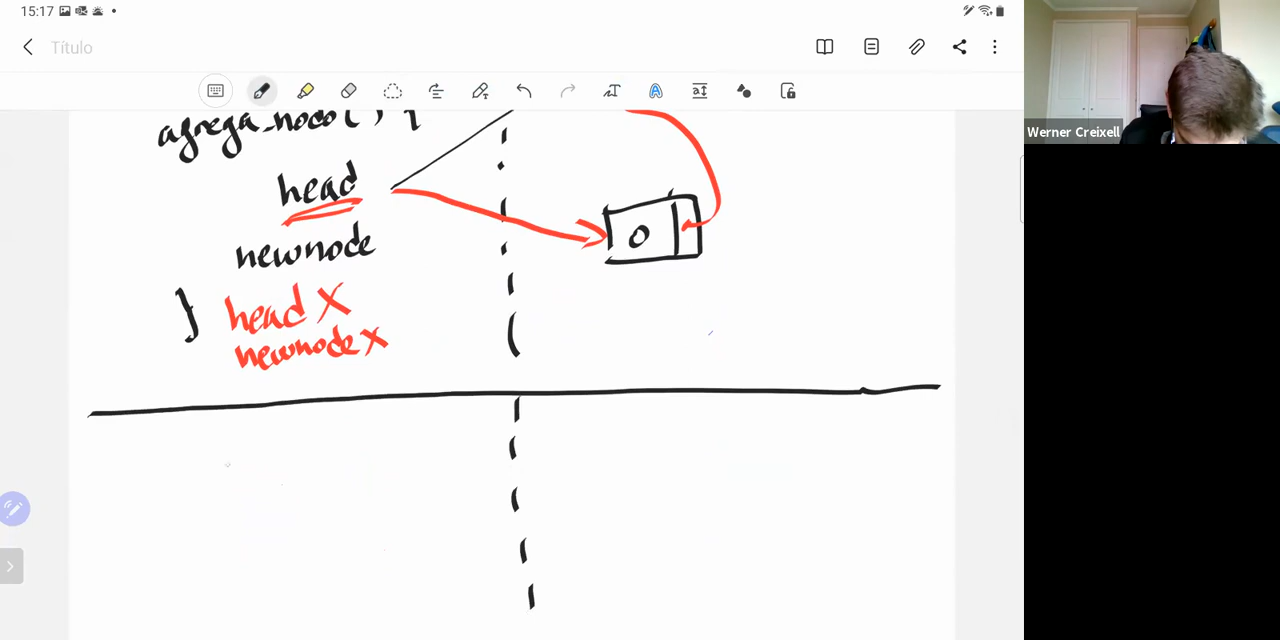 15:17
Título
agrega_nodo( ) {
head
0
newnode
} head X
newnode X
Werner Creixell